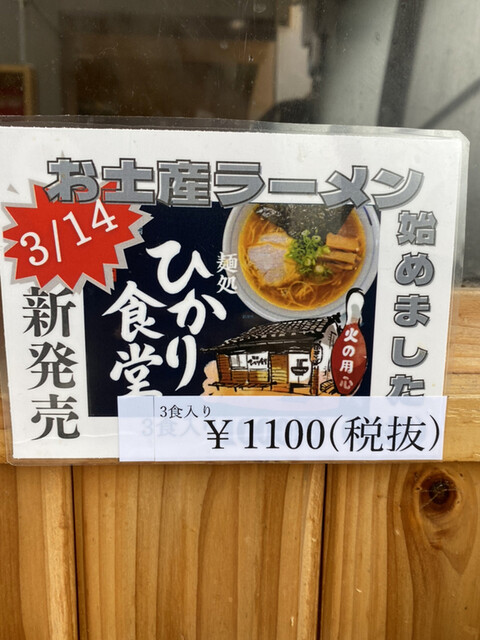 お土産ラーメン
始めました
3/14
新発売
麺処
ひかり
食堂
火の用心
3食入り
¥1100(税抜)